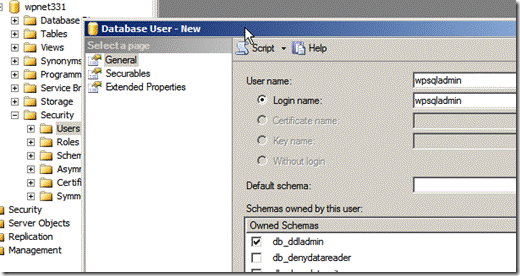 wpnet331
Database Di
Tables
Views
Synonyms
Programm
Service Br
Storage
Security
Users
Roles
Schem
Asymm
Certifi
Symm
Security
Server Objects
Replication
Management
Database User - New
Select a page
General
Securables
Extended Properties
Script
Help
User name:
wpsqladmin
Login name:
wpsqladmin
Certificate name:
Key name:
Without login
Default schema:
Schemas owned by this user:
Owned Schemas
db_ddladmin
db_denydatareader